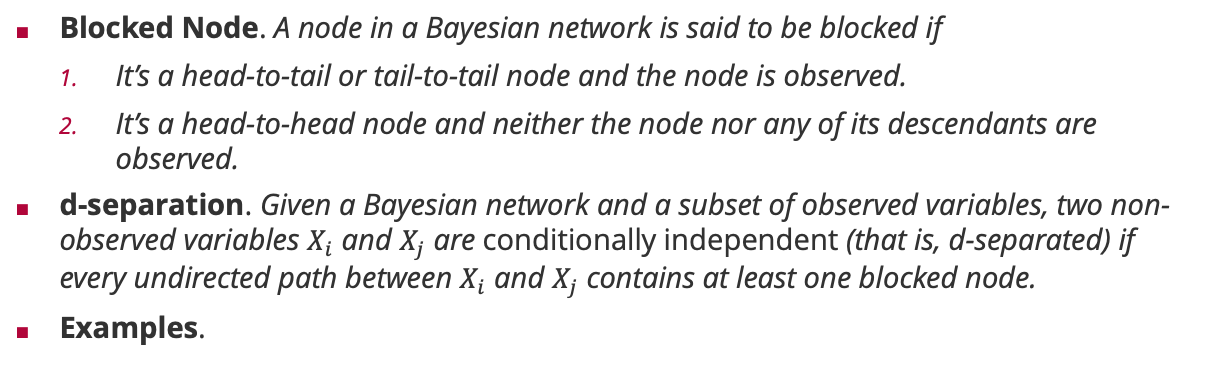 ▪ Blocked Node. A node in a Bayesian network is said to be blocked if
1. It’s a head-to-tail or tail-to-tail node and the node is observed.
2. It’s a head-to-head node and neither the node nor any of its descendants are
observed.
▪ d-separation. Given a Bayesian network and a subset of observed variables, two non-
observed variables Xᵢ and Xⱼ are conditionally independent (that is, d-separated) if
every undirected path between Xᵢ and Xⱼ contains at least one blocked node.
▪ Examples.